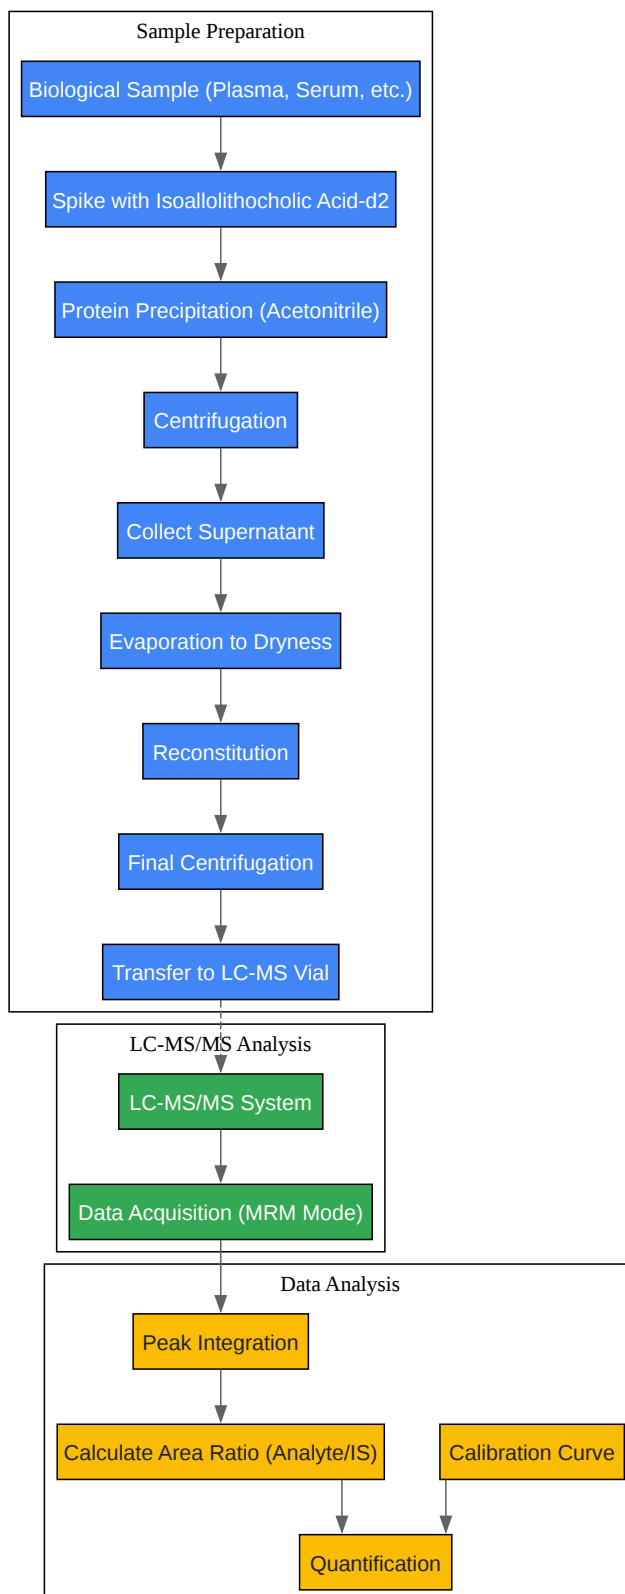 Sample Preparation
Biological Sample (Plasma, Serum, etc.)
Spike with Isoallolithocholic Acid-d2
Protein Precipitation (Acetonitrile)
Centrifugation
Collect Supernatant
Evaporation to Dryness
Reconstitution
Final Centrifugation
Transfer to LC-MS Vial
LC-MS/MS Analysis
LC-MS/MS System
Data Acquisition (MRM Mode)
Data Analysis
Peak Integration
Calculate Area Ratio (Analyte/IS)
Calibration Curve
Quantification